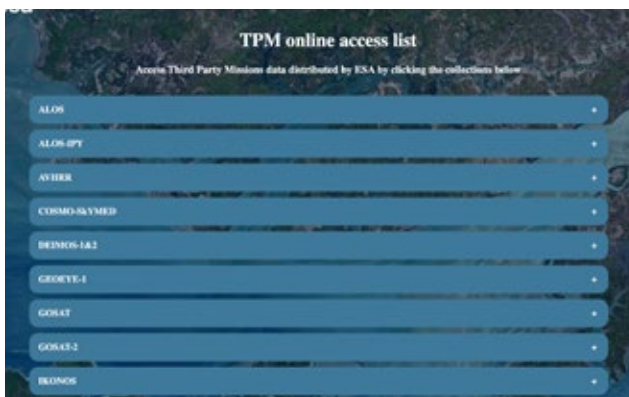 TPM online access list
Access Third Party Missions data distributed by ESA by clicking the collections below
ALOS +
ALOS-IPY +
AVHRR +
COSMO-SKYMED +
DEIMOS-1&2 +
GEOEYE-1 +
GOSAT +
GOSAT-2 +
IKONOS +